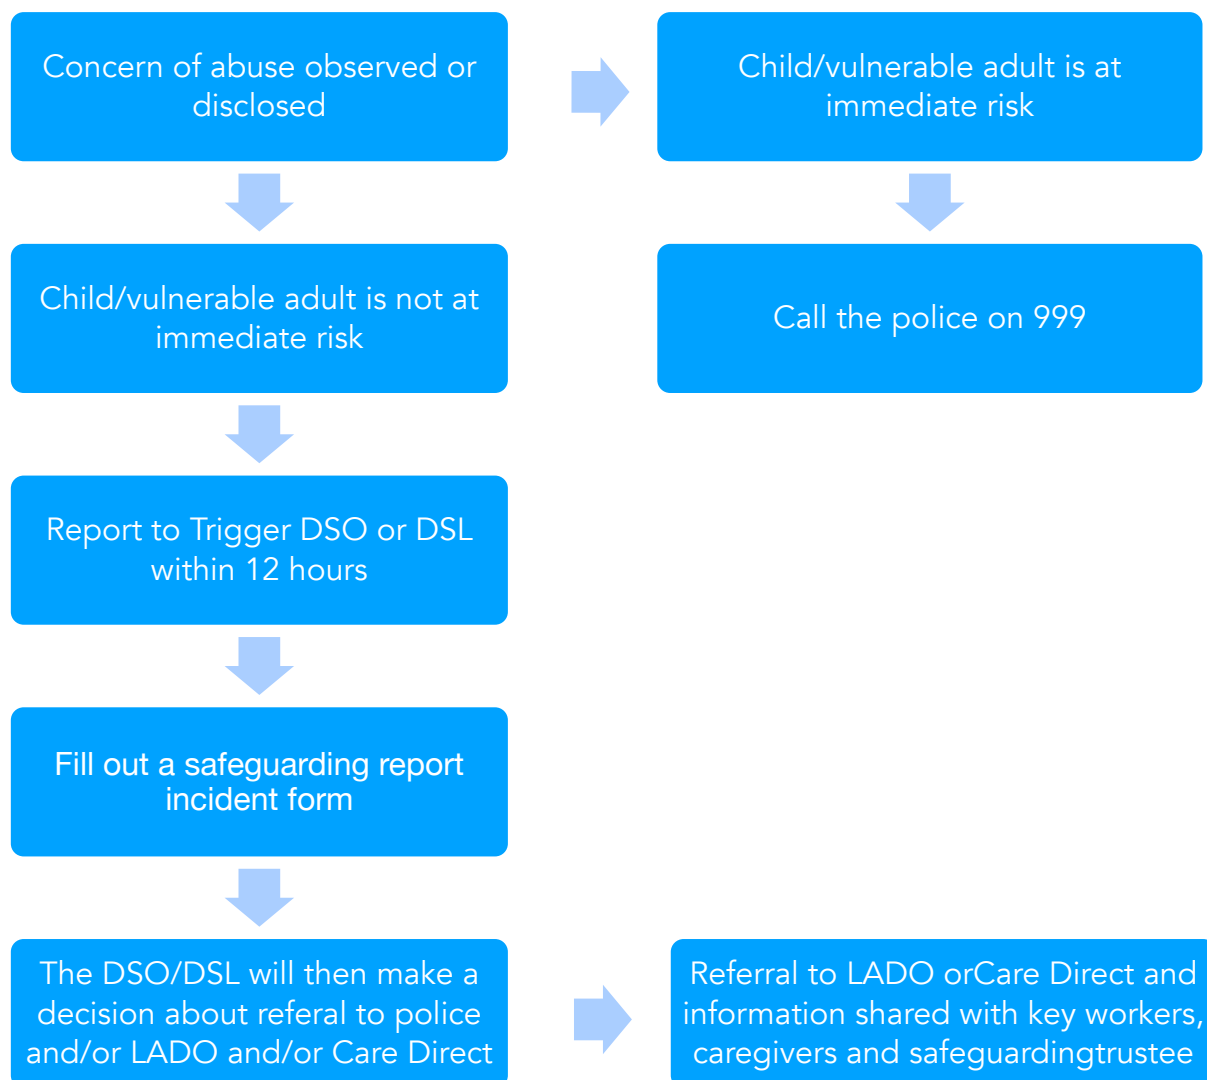 Concern of abuse observed or
disclosed
Child/vulnerable adult is at
immediate risk
Child/vulnerable adult is not at
immediate risk
Call the police on 999
Report to Trigger DSO or DSL
within 12 hours
Fill out a safeguarding report
incident form
The DSO/DSL will then make a
decision about referral to police
and/or LADO and/or Care Direct
Referral to LADO orCare Direct and
information shared with key workers,
caregivers and safeguardingtrustee